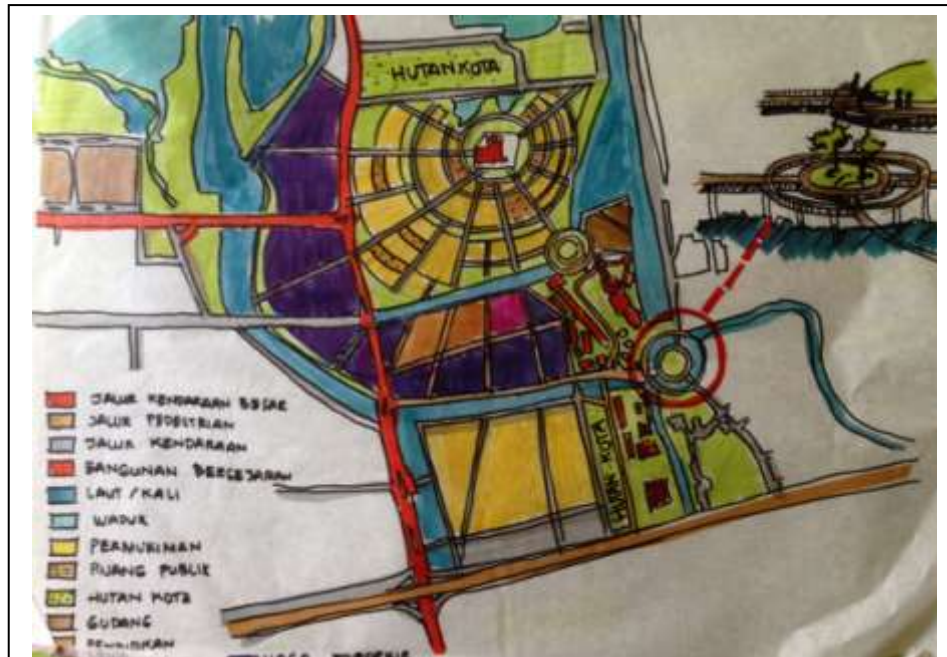 HUTAN KOTA
HUTAN KOTA
JALUR KENDARAAN BESAR
JALUR PEDESTRIAN
JALUR KENDARAAN
BANGUNAN BERSEJARAH
LAUT / KALI
WADUK
PERMUKIMAN
RUANG PUBLIK
HUTAN KOTA
GUDANG
PENDIDIKAN